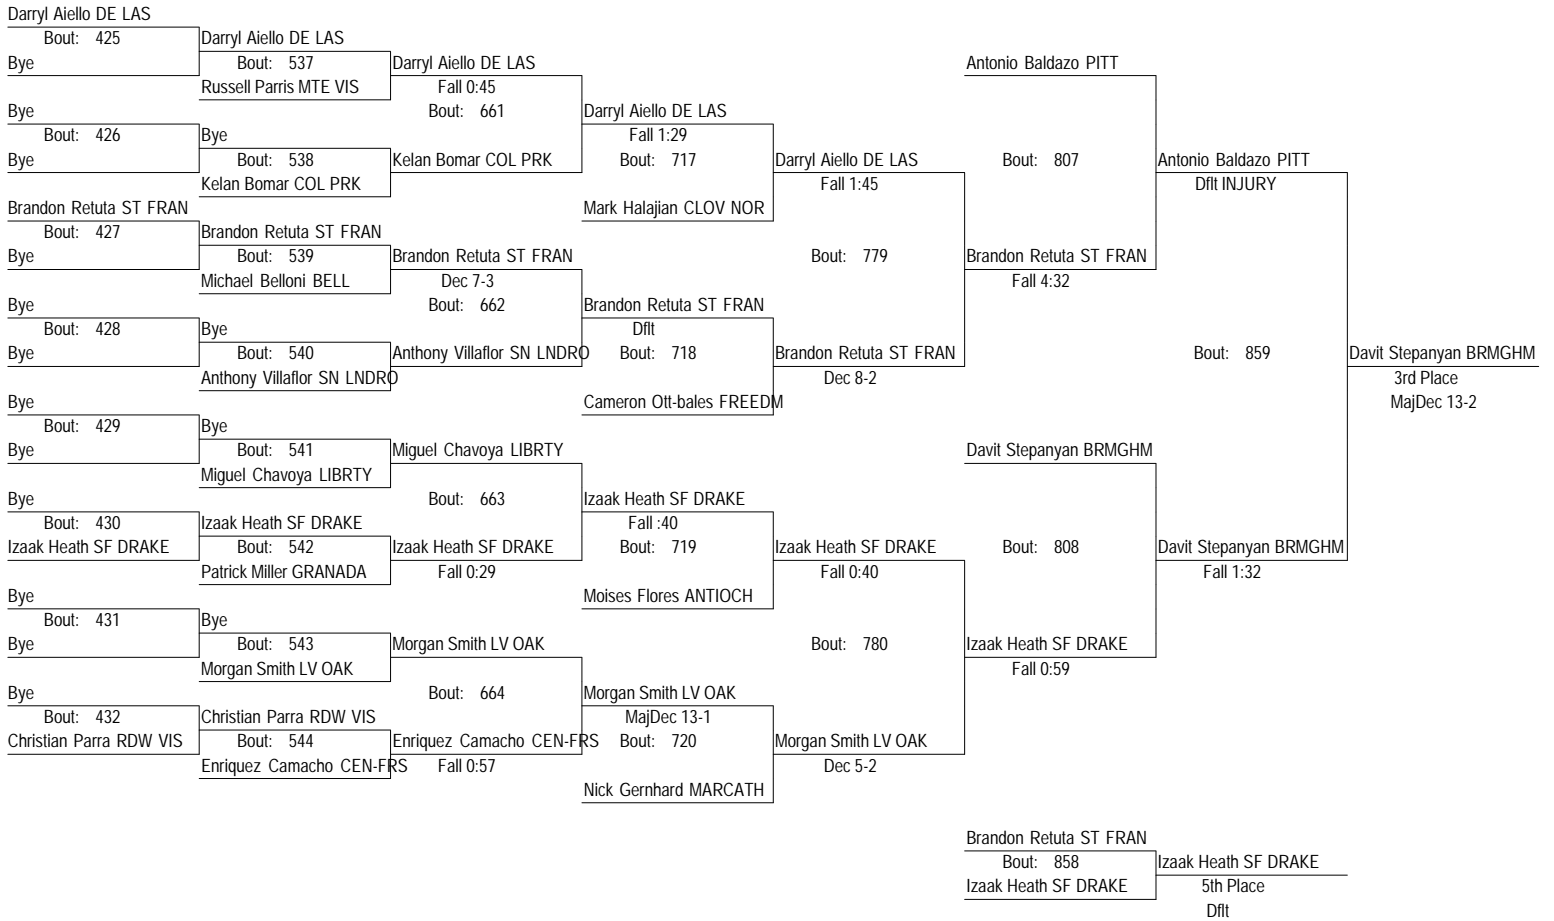 Darryl Aiello DE LAS
Bout: 425
Bye
Bye
Bout: 426
Bye
Brandon Retuta ST FRAN
Bout: 427
Bye
Bye
Bout: 428
Bye
Bye
Bout: 429
Bye
Bye
Bout: 430
Izaak Heath SF DRAKE
Bye
Bout: 431
Bye
Bye
Bout: 432
Christian Parra RDW VIS
Darryl Aiello DE LAS
Bout: 537
Russell Parris MTE VIS
Bye
Bout: 538
Kelan Bomar COL PRK
Brandon Retuta ST FRAN
Bout: 539
Michael Belloni BELL
Bye
Bout: 540
Anthony Villaflor SN LNDRO
Bye
Bout: 541
Miguel Chavoya LIBRTY
Izaak Heath SF DRAKE
Bout: 542
Patrick Miller GRANADA
Bye
Bout: 543
Morgan Smith LV OAK
Christian Parra RDW VIS
Bout: 544
Enriquez Camacho CEN-FRS
Darryl Aiello DE LAS
Fall 0:45
Bout: 661
Kelan Bomar COL PRK
Brandon Retuta ST FRAN
Dec 7-3
Bout: 662
Anthony Villaflor SN LNDRO
Miguel Chavoya LIBRTY
Bout: 663
Izaak Heath SF DRAKE
Fall 0:29
Morgan Smith LV OAK
Bout: 664
Enriquez Camacho CEN-FRS
Fall 0:57
Darryl Aiello DE LAS
Fall 1:29
Bout: 717
Mark Halajian CLOV NOR
Brandon Retuta ST FRAN
Dflt
Bout: 718
Cameron Ott-bales FREEDM
Izaak Heath SF DRAKE
Fall :40
Bout: 719
Moises Flores ANTIOCH
Morgan Smith LV OAK
MajDec 13-1
Bout: 720
Nick Gernhard MARCATH
Darryl Aiello DE LAS
Fall 1:45
Bout: 779
Brandon Retuta ST FRAN
Dec 8-2
Izaak Heath SF DRAKE
Fall 0:40
Bout: 780
Morgan Smith LV OAK
Dec 5-2
Antonio Baldazo PITT
Bout: 807
Brandon Retuta ST FRAN
Fall 4:32
Davit Stepanyan BRMGHM
Bout: 808
Izaak Heath SF DRAKE
Fall 0:59
Antonio Baldazo PITT
Dflt INJURY
Bout: 859
Davit Stepanyan BRMGHM
Fall 1:32
Davit Stepanyan BRMGHM
3rd Place
MajDec 13-2
Brandon Retuta ST FRAN
Bout: 858
Izaak Heath SF DRAKE
Izaak Heath SF DRAKE
5th Place
Dflt